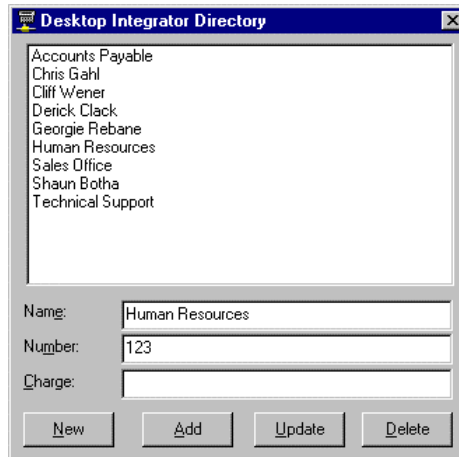 Desktop Integrator Directory
Accounts Payable
Chris Gahl
Cliff Wener
Derick Clack
Georgie Rebane
Human Resources
Sales Office
Shaun Botha
Technical Support
Name: Human Resources
Number: 123
Charge:
New Add Update Delete